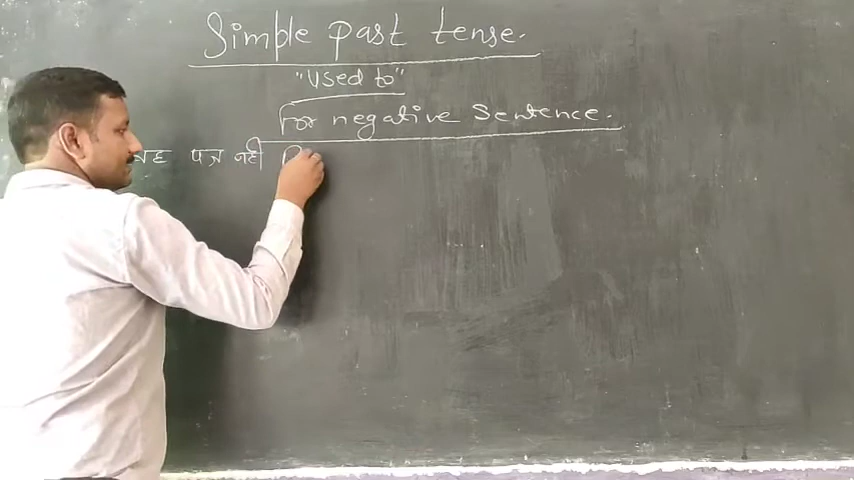 Simple past tense.
"Used to"
For negative Sentence.
वह पत्र नहीं